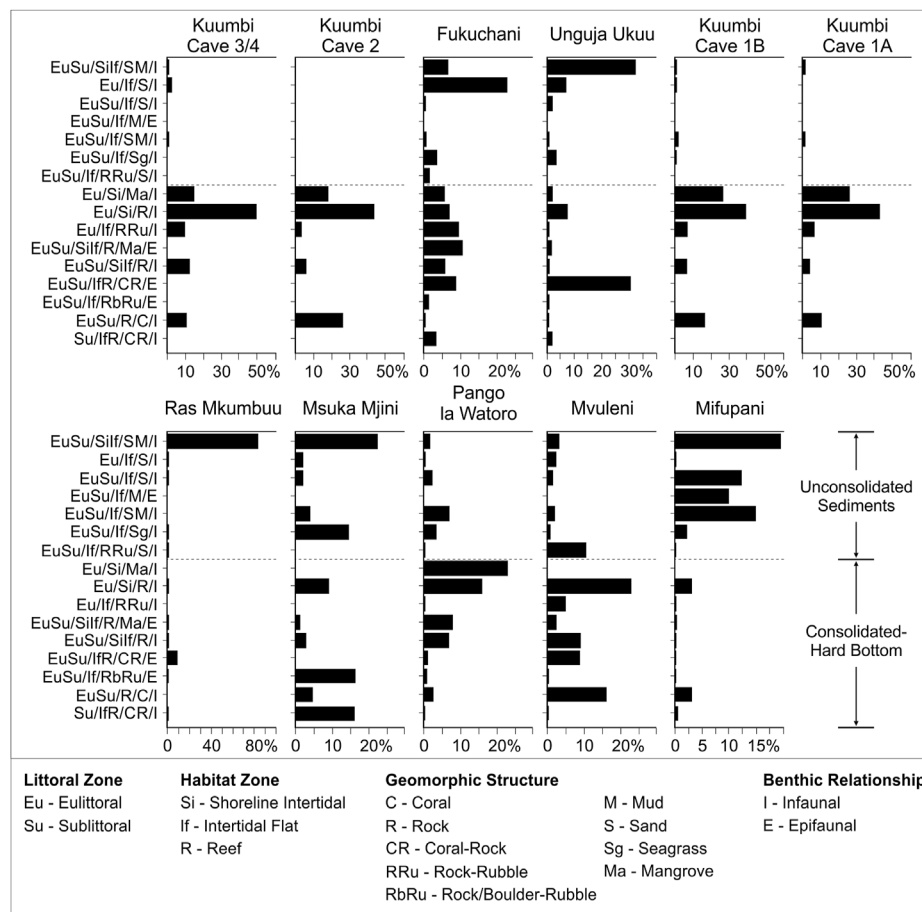 Kuumbi Cave 3/4
Kuumbi Cave 2
Fukuchani
Unguja Ukuu
Kuumbi Cave 1B
Kuumbi Cave 1A
EuSu/SiIf/SM/I
Eu/If/S/I
EuSu/If/S/I
EuSu/If/M/E
EuSu/If/SM/I
EuSu/If/Sg/I
EuSu/If/RRu/S/I
Eu/Si/Ma/I
Eu/Si/R/I
Eu/If/RRu/I
EuSu/SiIf/R/Ma/E
EuSu/SiIf/R/I
EuSu/IfR/CR/E
EuSu/If/RbRu/E
EuSu/R/C/I
Su/IfR/CR/I
0 50%
0 50%
0 10 20%
0 10 20 30%
0 50%
0 50%
Ras Mkumbuu
Msuka Mjini
Pango la Watoro
Mvuleni
Mifupani
EuSu/SiIf/SM/I
Eu/If/S/I
EuSu/If/S/I
EuSu/If/M/E
EuSu/If/SM/I
EuSu/If/Sg/I
EuSu/If/RRu/S/I
Eu/Si/Ma/I
Eu/Si/R/I
Eu/If/RRu/I
EuSu/SiIf/R/Ma/E
EuSu/SiIf/R/I
EuSu/IfR/CR/E
EuSu/If/RbRu/E
EuSu/R/C/I
Su/IfR/CR/I
0 40 80%
0 10 20%
0 10 20%
0 10 20%
0 5 10 15%
Unconsolidated
Sediments
Consolidated-
Hard Bottom
Littoral Zone
Eu - Eulittoral
Su - Sublittoral
Habitat Zone
Si - Shoreline Intertidal
If - Intertidal Flat
R - Reef
Geomorphic Structure
C - Coral
R - Rock
CR - Coral-Rock
RRu - Rock-Rubble
RbRu - Rock/Boulder-Rubble
M - Mud
S - Sand
Sg - Seagrass
Ma - Mangrove
Benthic Relationship
I - Infaunal
E - Epifaunal